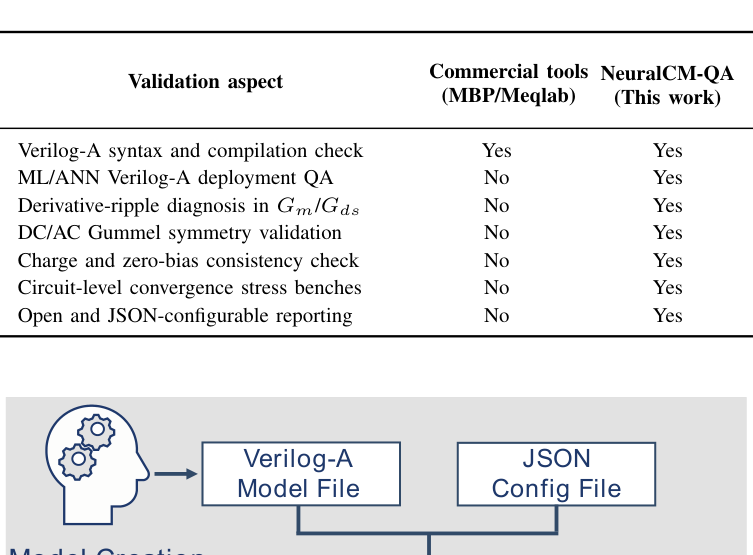 Validation aspect Commercial tools (MBP/Meqlab) NeuralCM-QA (This work)
Verilog-A syntax and compilation check Yes Yes
ML/ANN Verilog-A deployment QA No Yes
Derivative-ripple diagnosis in Gm/Gds No Yes
DC/AC Gummel symmetry validation No Yes
Charge and zero-bias consistency check No Yes
Circuit-level convergence stress benches No Yes
Open and JSON-configurable reporting No Yes
Verilog-A
Model File
JSON
Config File
Model Creation